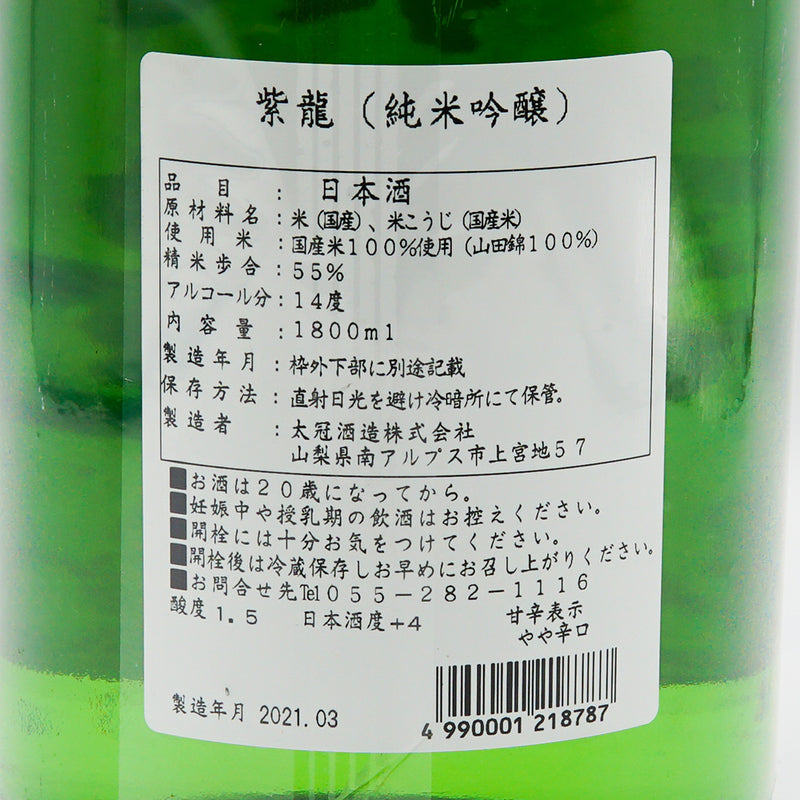 紫龍（純米吟醸）
品目：日本酒
原材料名：米（国産）、米こうじ（国産米）
使用米：国産米１００％使用（山田錦１００％）
精米歩合：５５％
アルコール分：１４度
内容量：１８００ｍｌ
製造年月：枠外下部に別途記載
保存方法：直射日光を避け冷暗所にて保管。
製造者：太冠酒造株式会社
山梨県南アルプス市上宮地５７
■お酒は２０歳になってから。
■妊娠中や授乳期の飲酒はお控えください。
■開栓には十分お気をつけてください。
■開栓後は冷蔵保存しお早めにお召し上がりください。
■お問合せ先℡０５５－２８２－１１１６
酸度１．５ 日本酒度＋４ 甘辛表示
やや辛口
製造年月 2021.03
4 990001 218787